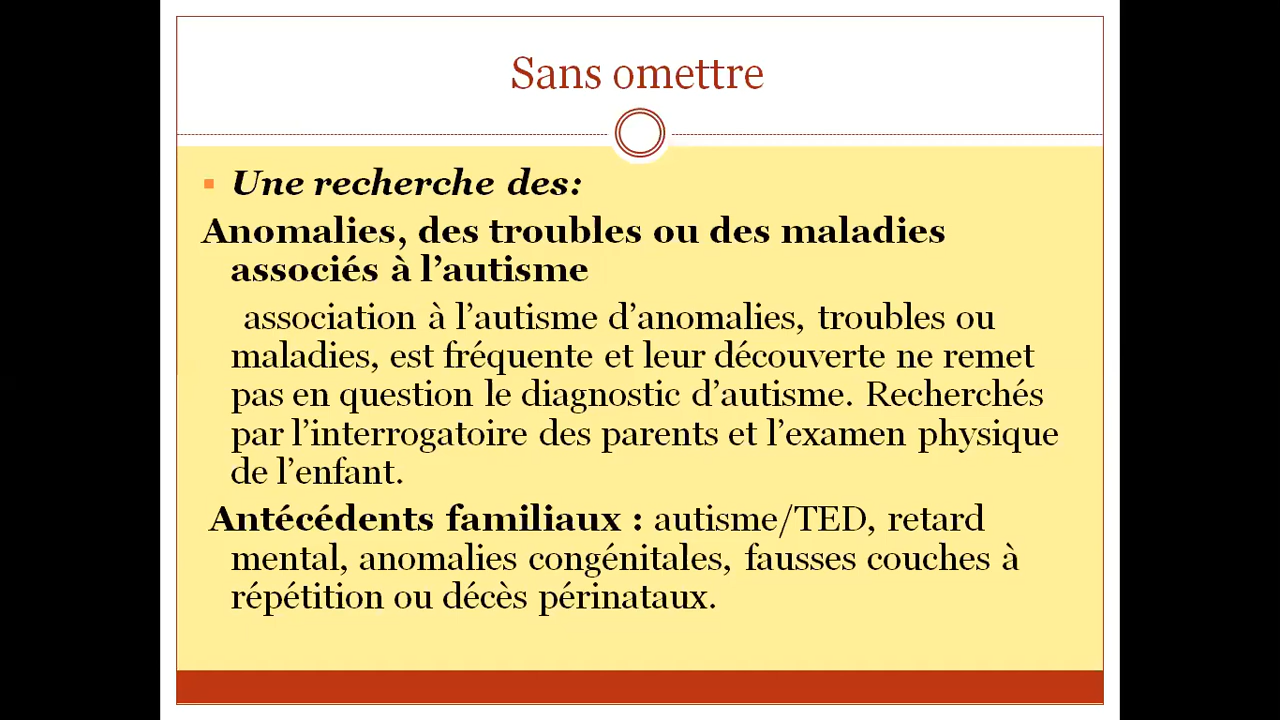 Sans omettre
Une recherche des:
Anomalies, des troubles ou des maladies
associés à l’autisme
association à l’autisme d’anomalies, troubles ou
maladies, est fréquente et leur découverte ne remet
pas en question le diagnostic d’autisme. Recherchés
par l’interrogatoire des parents et l’examen physique
de l’enfant.
Antécédents familiaux : autisme/TED, retard
mental, anomalies congénitales, fausses couches à
répétition ou décès périnataux.